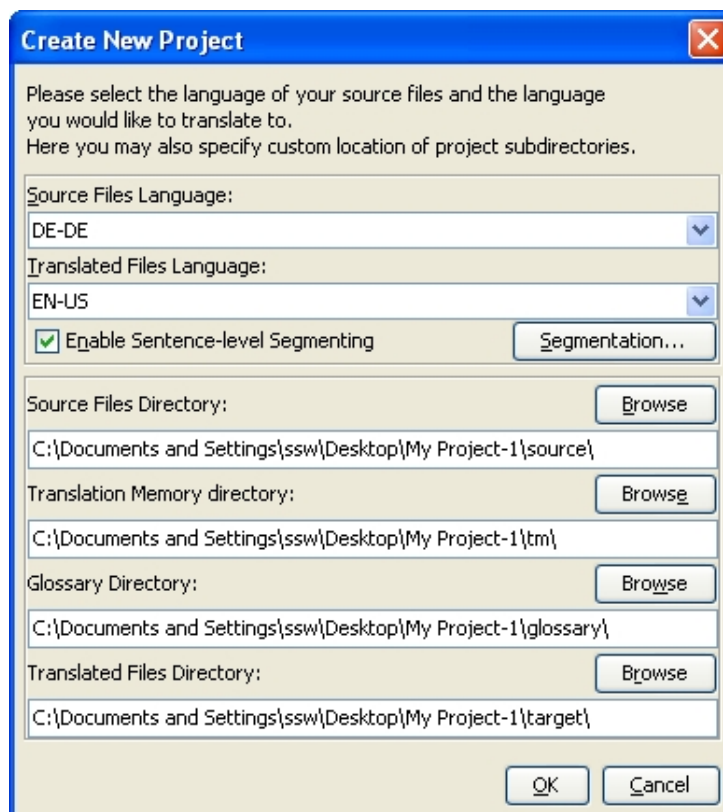 Create New Project
Please select the language of your source files and the language
you would like to translate to.
Here you may also specify custom location of project subdirectories.
Source Files Language:
DE-DE
Translated Files Language:
EN-US
Enable Sentence-level Segmenting
Segmentation...
Source Files Directory:
Browse
C:\Documents and Settings\ssw\Desktop\My Project-1\source\
Translation Memory directory:
Browse
C:\Documents and Settings\ssw\Desktop\My Project-1\tm\
Glossary Directory:
Browse
C:\Documents and Settings\ssw\Desktop\My Project-1\glossary\
Translated Files Directory:
Browse
C:\Documents and Settings\ssw\Desktop\My Project-1\target\
OK
Cancel